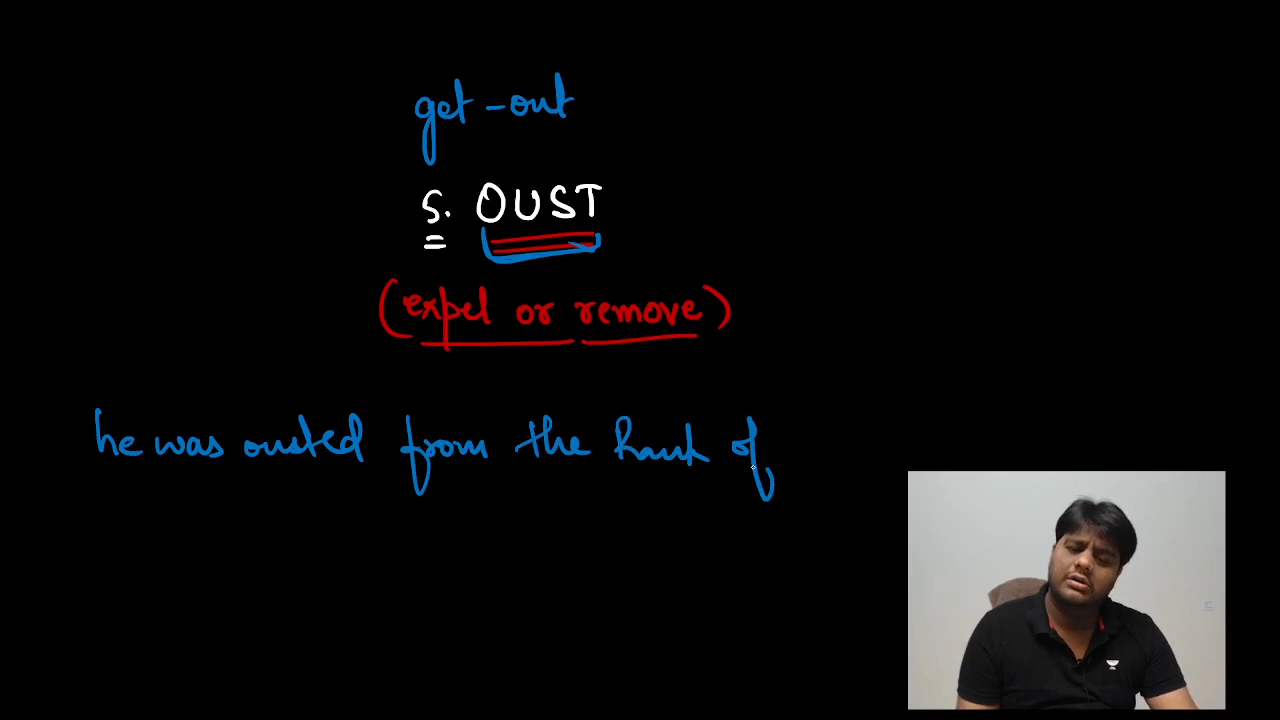 get-out
5. OUST
(expel or remove)
he was ousted from the Rank of